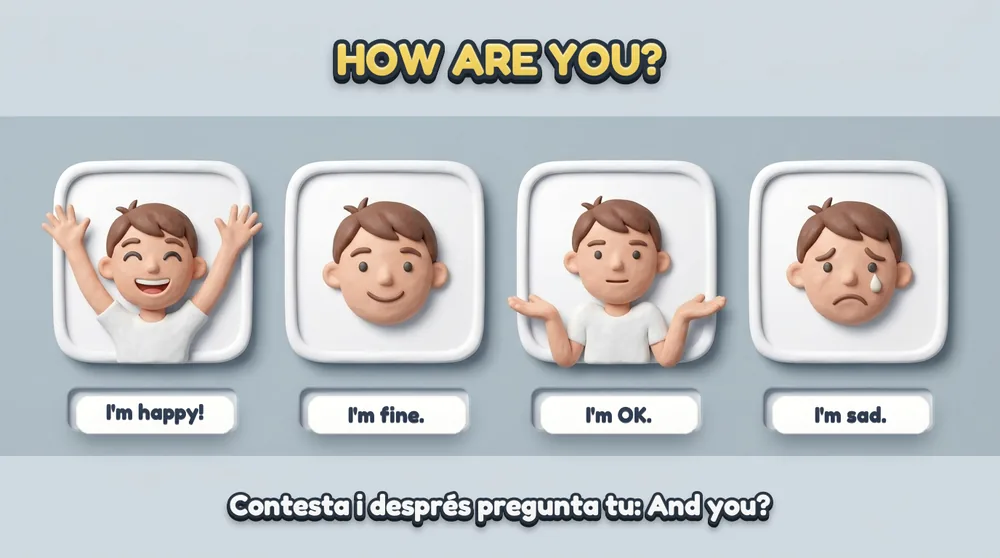 HOW ARE YOU?
I'm happy!
I'm fine.
I'm OK.
I'm sad.
Contesta i després pregunta tu: And you?